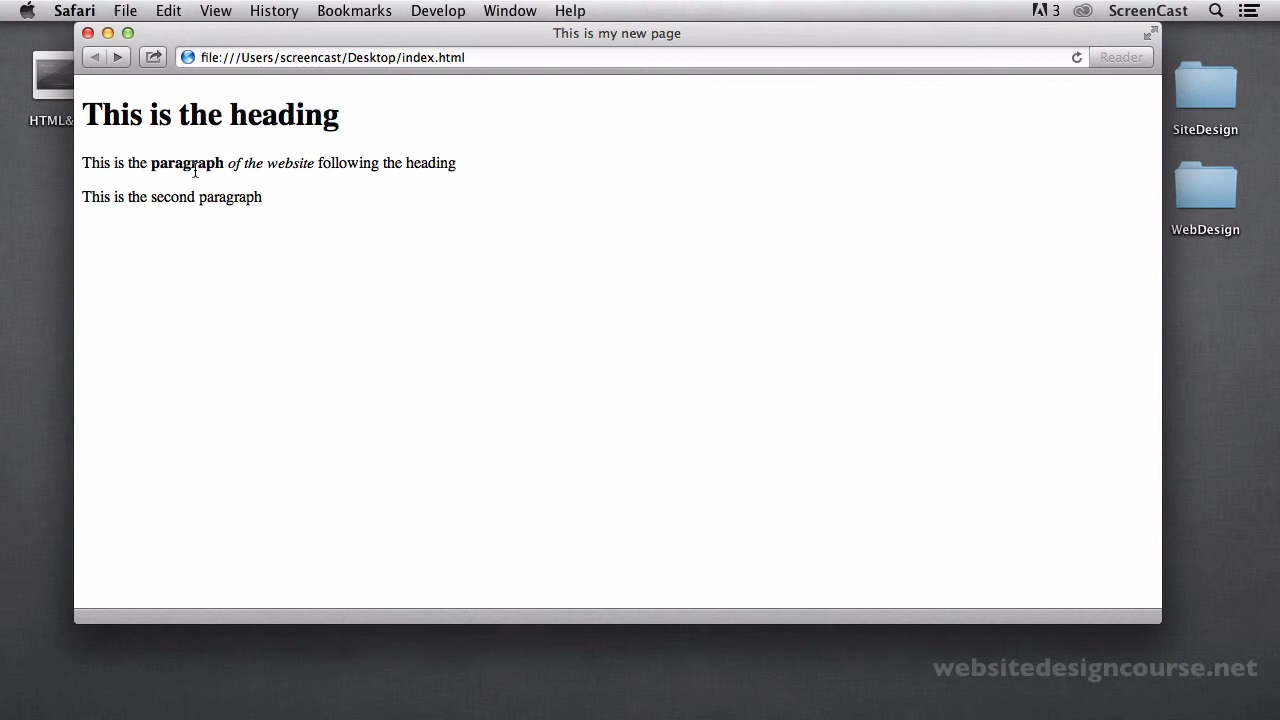 Safari File Edit View History Bookmarks Develop Window Help 3 ScreenCast
This is my new page
file:///Users/screencast/Desktop/index.html Reader
HTML&
This is the heading
This is the paragraph of the website following the heading
This is the second paragraph
SiteDesign
WebDesign
websitedesigncourse.net